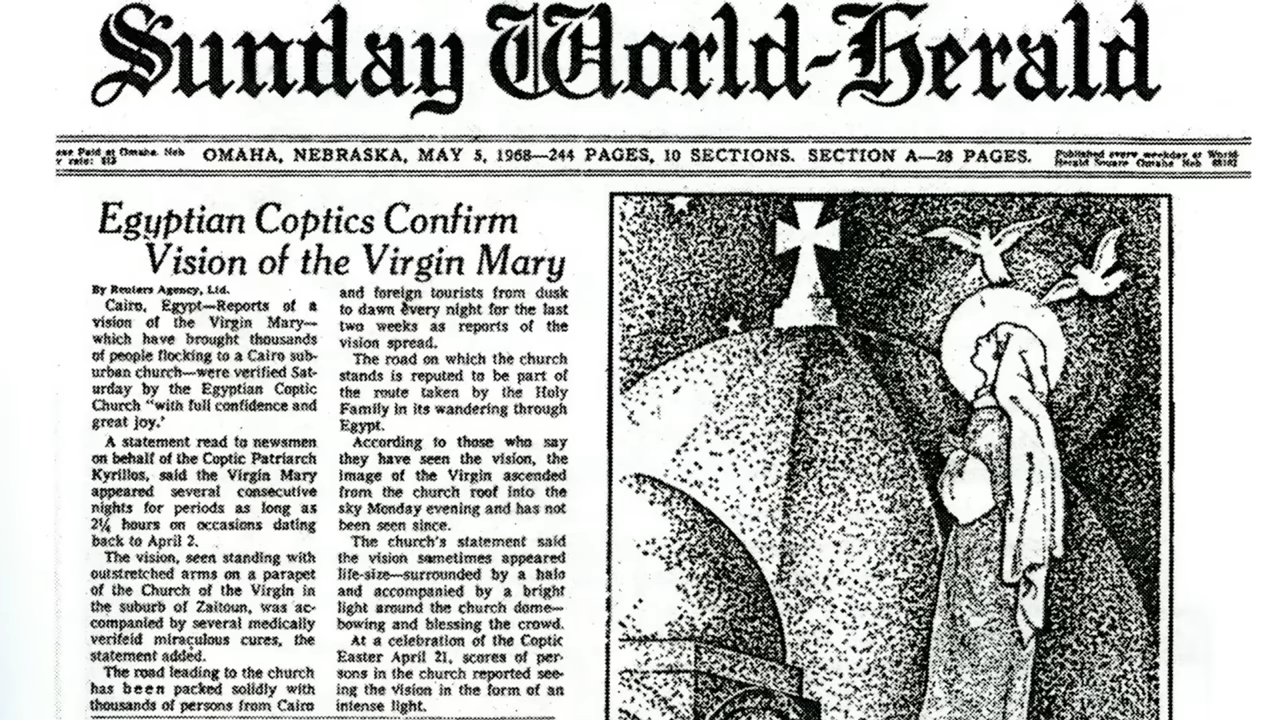 Sunday World-Herald
Paid at Omaha, Neb
OMAHA, NEBRASKA, MAY 5, 1968—244 PAGES, 10 SECTIONS. SECTION A—28 PAGES.
Published every weekday at World
Herald Square Omaha Neb
Egyptian Coptics Confirm
Vision of the Virgin Mary
By Reuters Agency, Ltd.
Cairo, Egypt—Reports of a
vision of the Virgin Mary—
which have brought thousands
of people flocking to a Cairo sub-
urban church—were verified Sat-
urday by the Egyptian Coptic
Church “with full confidence and
great joy.’
A statement read to newsmen
on behalf of the Coptic Patriarch
Kyrillos, said the Virgin Mary
appeared several consecutive
nights for periods as long as
2¼ hours on occasions dating
back to April 2.
The vision, seen standing with
outstretched arms on a parapet
of the Church of the Virgin in
the suburb of Zaitoun, was ac-
companied by several medically
verifeid miraculous cures, the
statement added.
The road leading to the church
has been packed solidly with
thousands of persons from Cairo
and foreign tourists from dusk
to dawn every night for the last
two weeks as reports of the
vision spread.
The road on which the church
stands is reputed to be part of
the route taken by the Holy
Family in its wandering through
Egypt.
According to those who say
they have seen the vision, the
image of the Virgin ascended
from the church roof into the
sky Monday evening and has not
been seen since.
The church's statement said
the vision sometimes appeared
life-size—surrounded by a halo
and accompanied by a bright
light around the church dome—
bowing and blessing the crowd.
At a celebration of the Coptic
Easter April 21, scores of per-
sons in the church reported see-
ing the vision in the form of an
intense light.